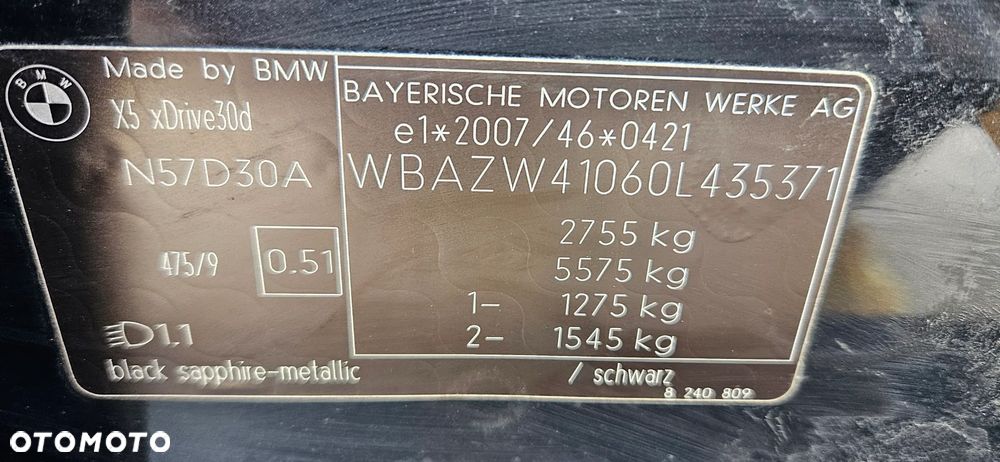 BMW
Made by BMW
X5 xDrive30d
N57D30A
475/9
0.51
D1.1
black sapphire-metallic
BAYERISCHE MOTOREN WERKE AG
e1*2007/46*0421
WBAZW41060L435371
2755 kg
5575 kg
1- 1275 kg
2- 1545 kg
/ schwarz
8 240 809
OTOMOTO